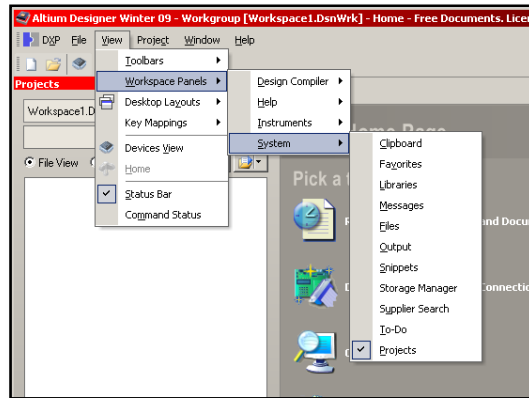 Altium Designer Winter 09 - Workgroup [Workspace1.DsnWrk] - Home - Free Documents. Licen
DXP File View Project Window Help
Projects
Workspace1.D
File View
Toolbars
Workspace Panels
Desktop Layouts
Key Mappings
Devices View
Home
Status Bar
Command Status
Design Compiler
Help
Instruments
System
Home Page
Pick a t
Clipboard
Favorites
Libraries
Messages
Files
Output
Snippets
Storage Manager
Supplier Search
To-Do
Projects
and Docu
Connectio